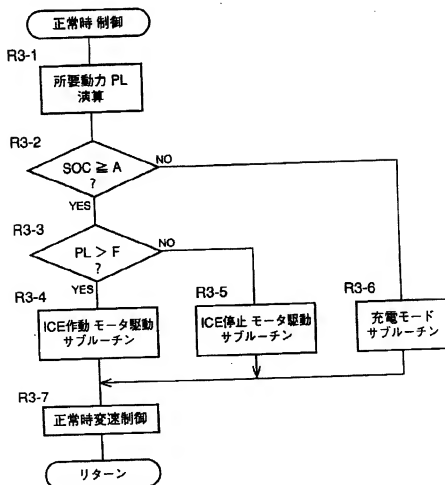 正常時 制御
R3-1
所要動力 PL
演算
R3-2
SOC ≧ A
?
NO
YES
R3-3
PL > F
?
NO
YES
R3-4
ICE作動 モータ駆動
サブルーチン
R3-5
ICE停止 モータ駆動
サブルーチン
R3-6
充電モード
サブルーチン
R3-7
正常時変速制御
リターン